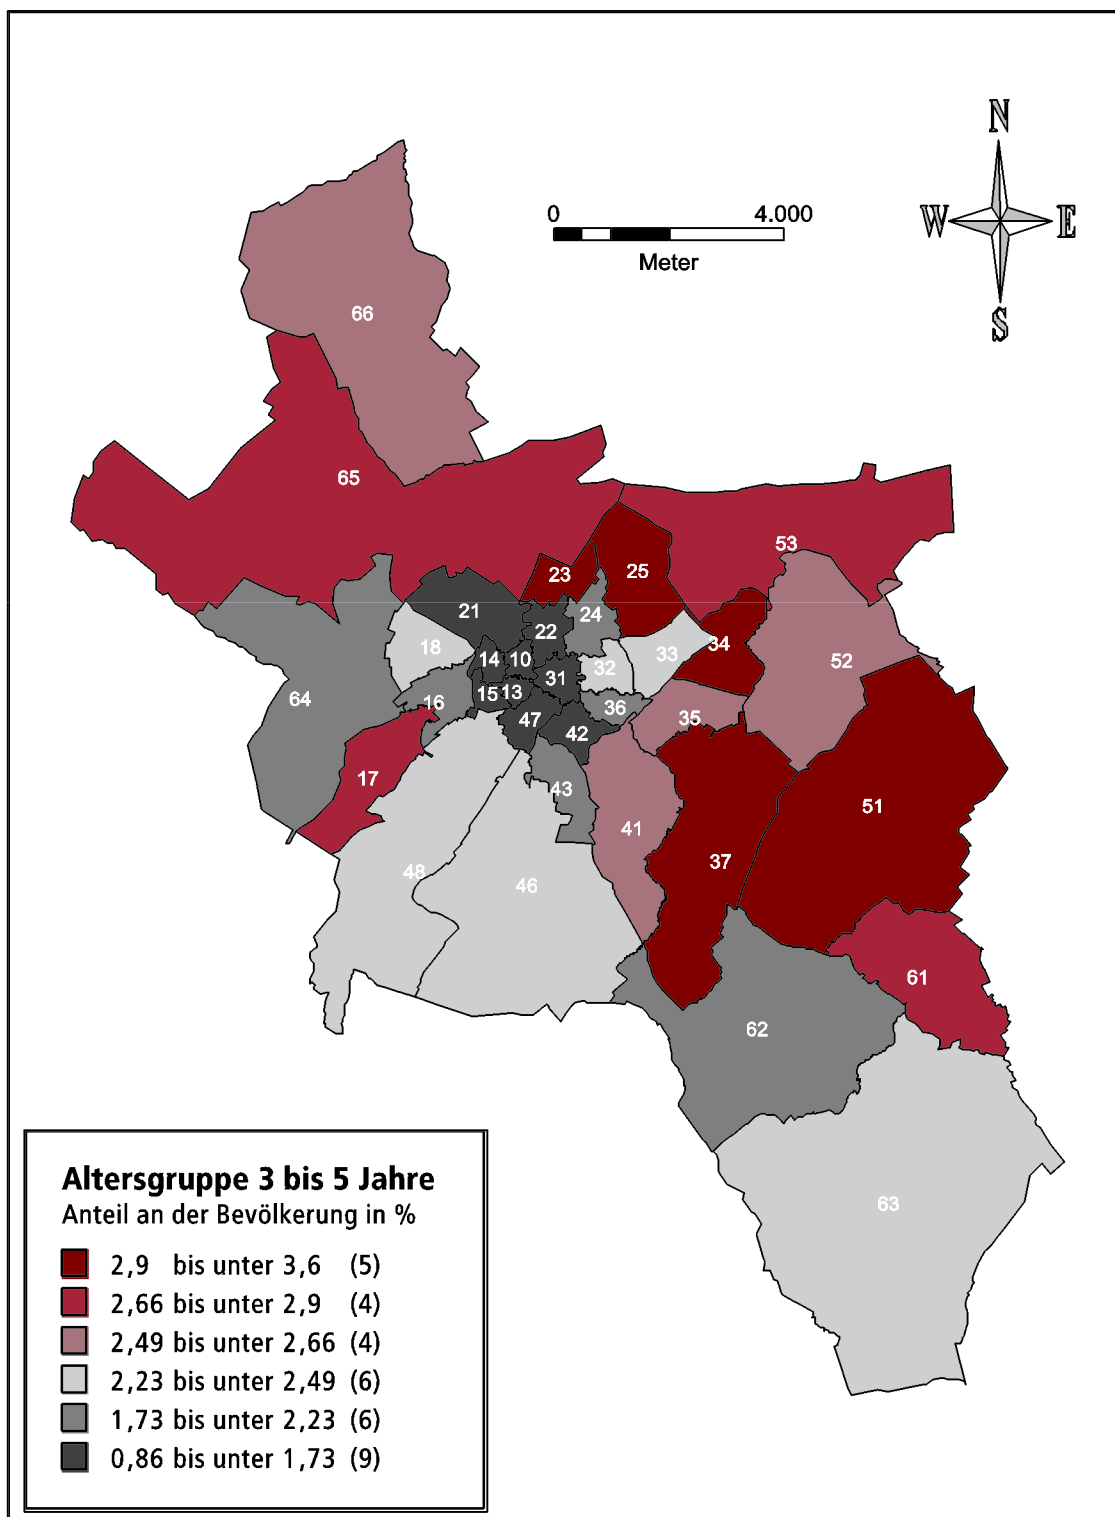 N
0 4.000
W E
Meter
S
66
65
53
23
25
21
24
22
34
18
33
14
10
32
52
31
64
16
15
13
36
47
35
42
17
43
51
41
37
48
46
61
62
63
Altersgruppe 3 bis 5 Jahre
Anteil an der Bevölkerung in %
2,9 bis unter 3,6 (5)
2,66 bis unter 2,9 (4)
2,49 bis unter 2,66 (4)
2,23 bis unter 2,49 (6)
1,73 bis unter 2,23 (6)
0,86 bis unter 1,73 (9)